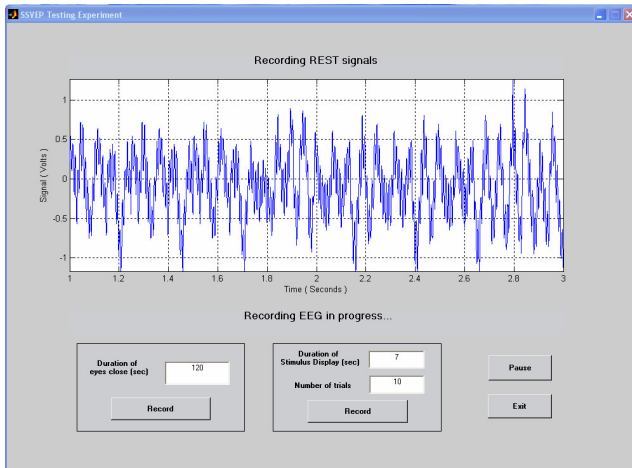 SSVEP Testing Experiment
Recording REST signals
Signal ( Volts )
1
0.5
0
-0.5
-1
1 1.2 1.4 1.6 1.8 2 2.2 2.4 2.6 2.8 3
Time ( Seconds )
Recording EEG in progress...
Duration of
eyes close (sec)
120
Record
Duration of
Stimulus Display (sec)
7
Number of trials
10
Record
Pause
Exit